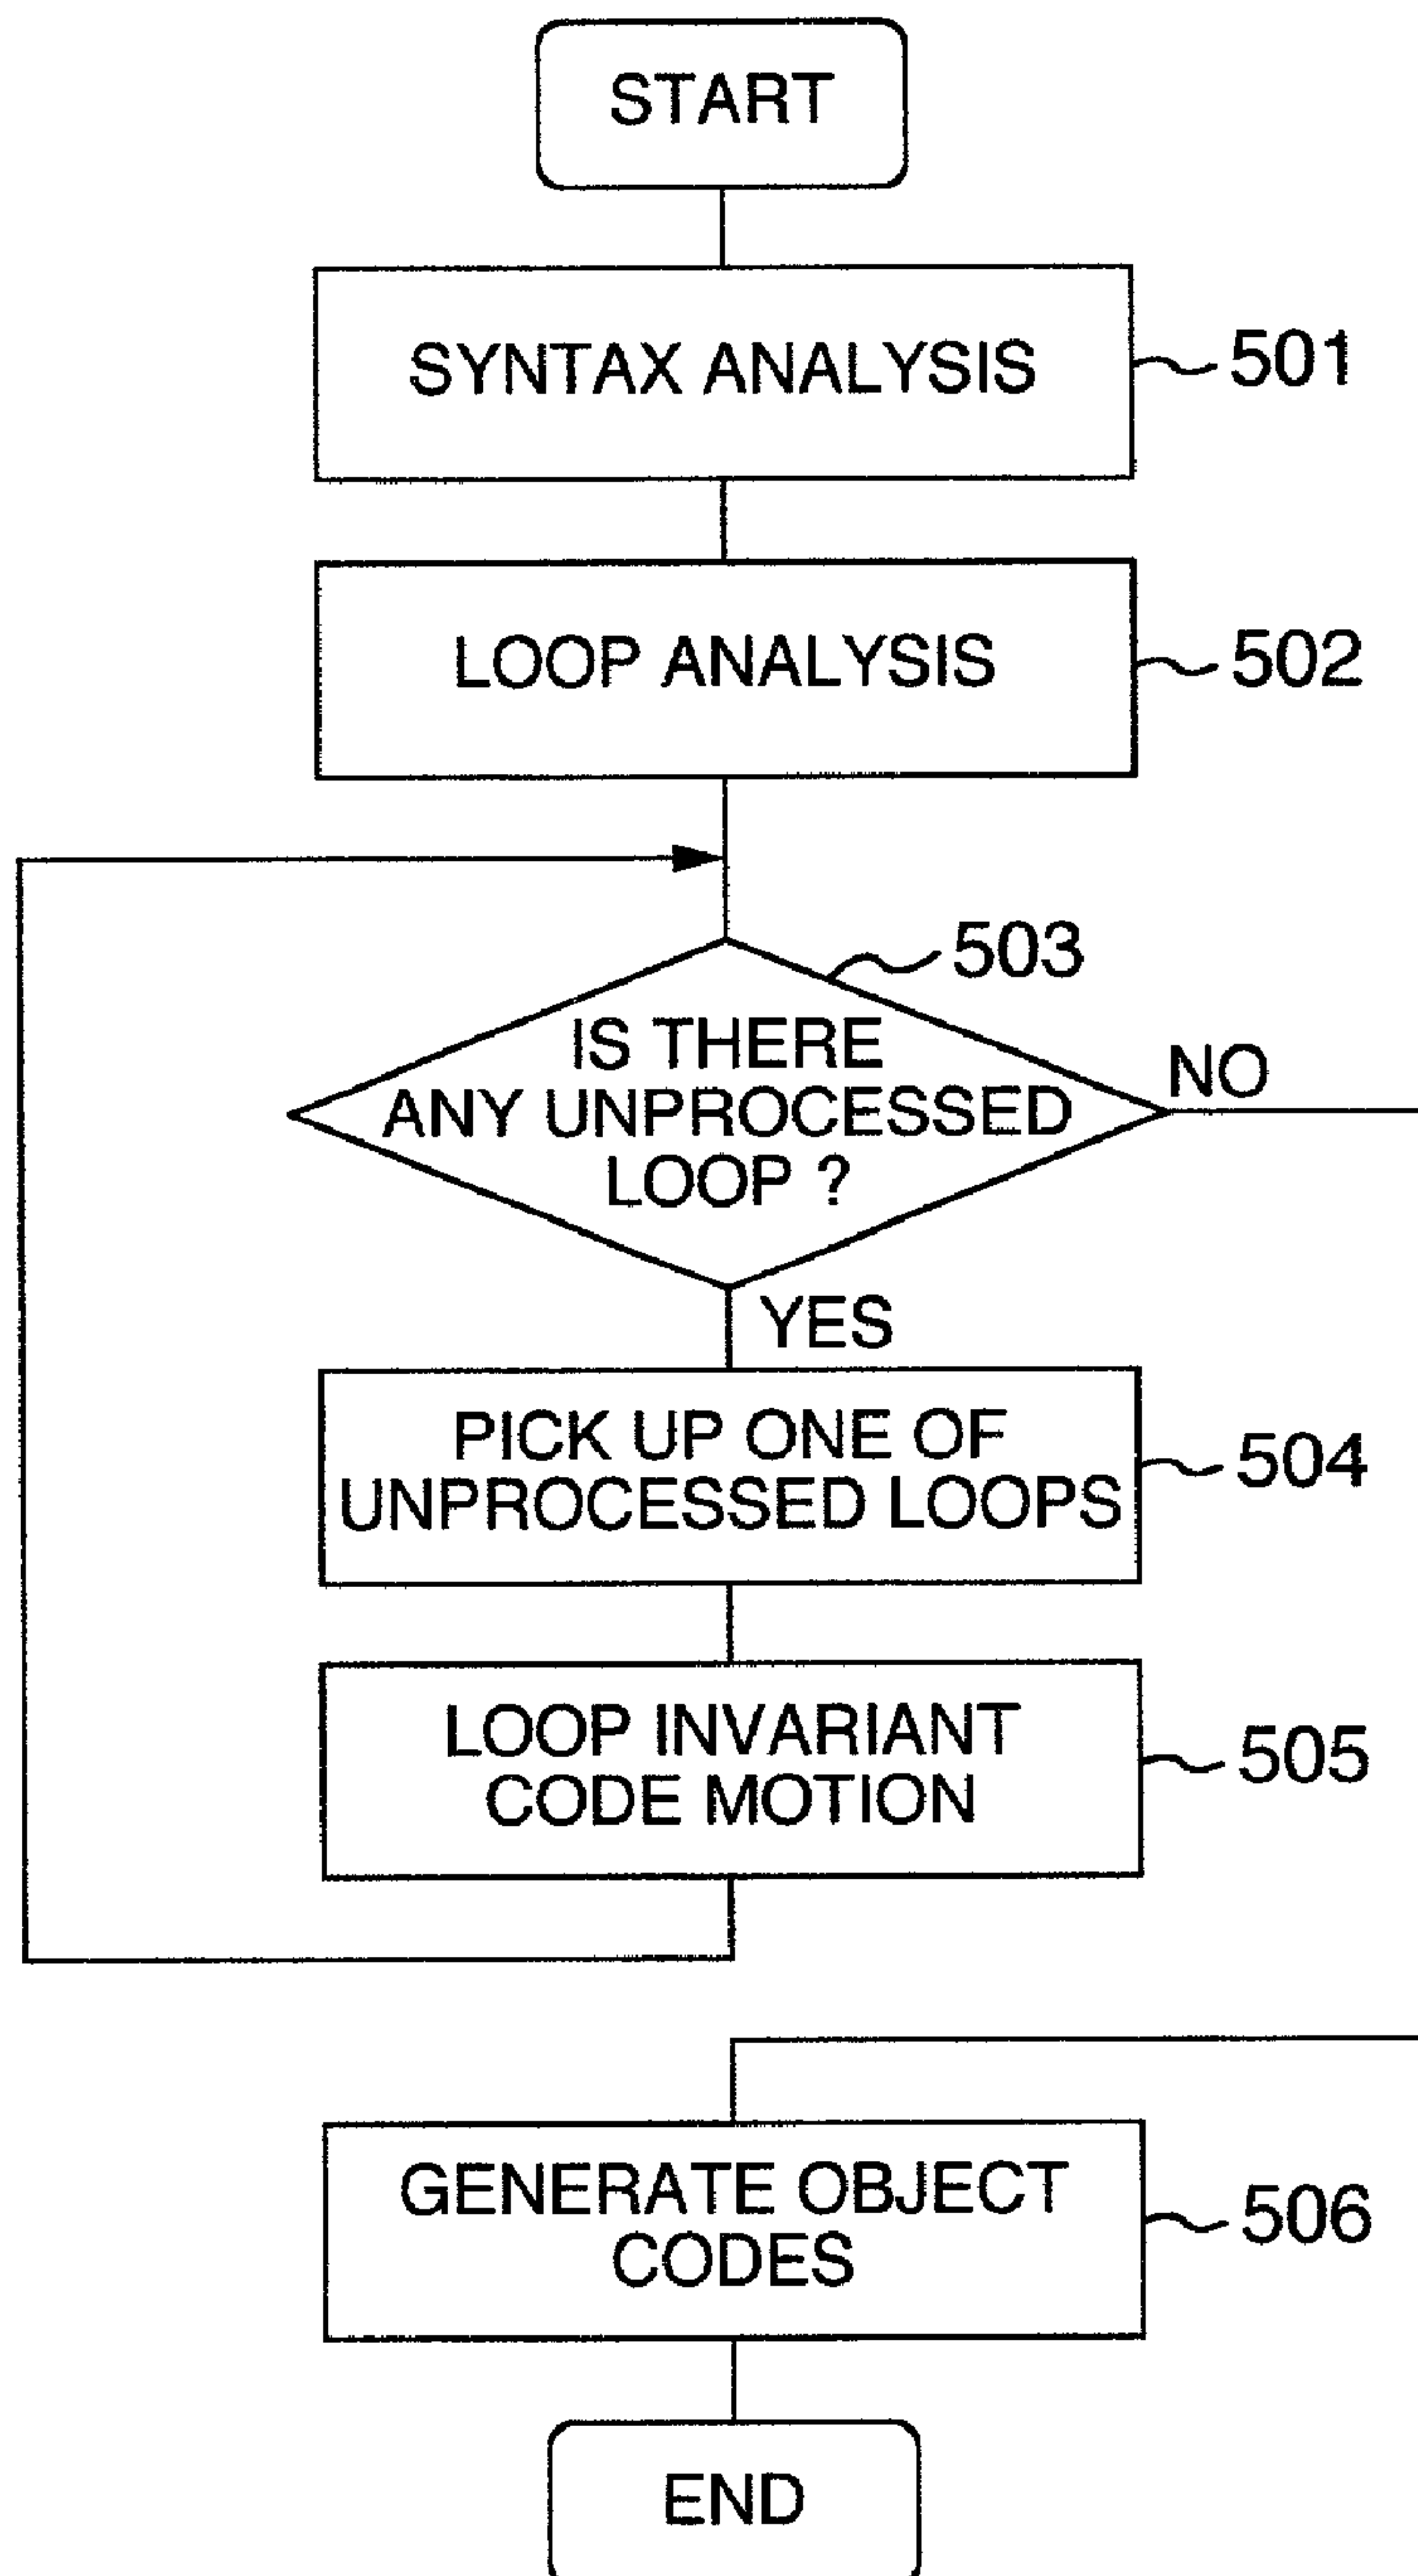 START
SYNTAX ANALYSIS
501
LOOP ANALYSIS
502
503
IS THERE
ANY UNPROCESSED
LOOP ?
NO
YES
PICK UP ONE OF
UNPROCESSED LOOPS
504
LOOP INVARIANT
CODE MOTION
505
GENERATE OBJECT
CODES
506
END